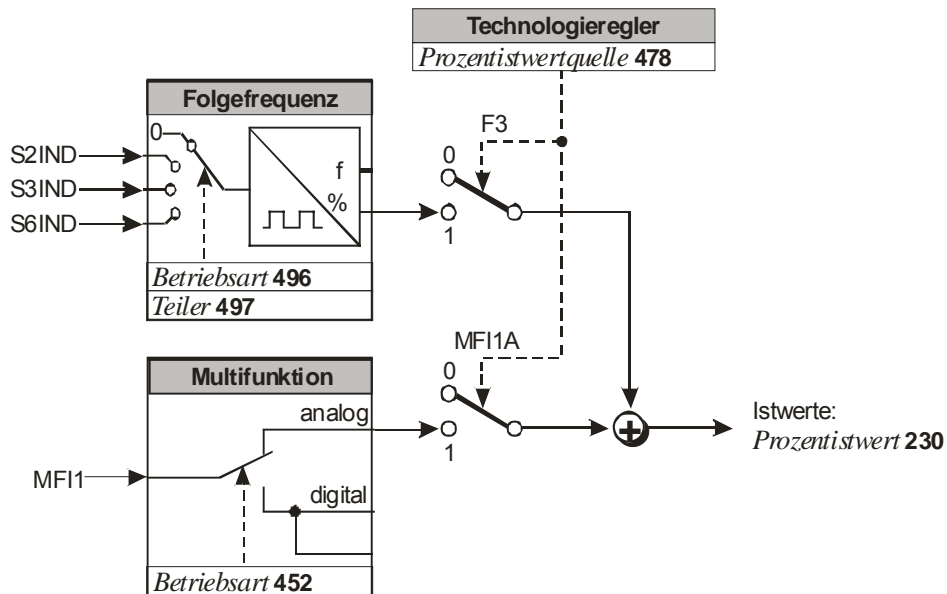 Technologieregler
Prozentistwertquelle 478
Folgefrequenz
0
S2IND
S3IND
S6IND
f
%
Betriebsart 496
Teiler 497
F3
0
1
MFI1A
0
1
Multifunktion
analog
MFI1
digital
Betriebsart 452
Istwerte:
Prozentistwert 230